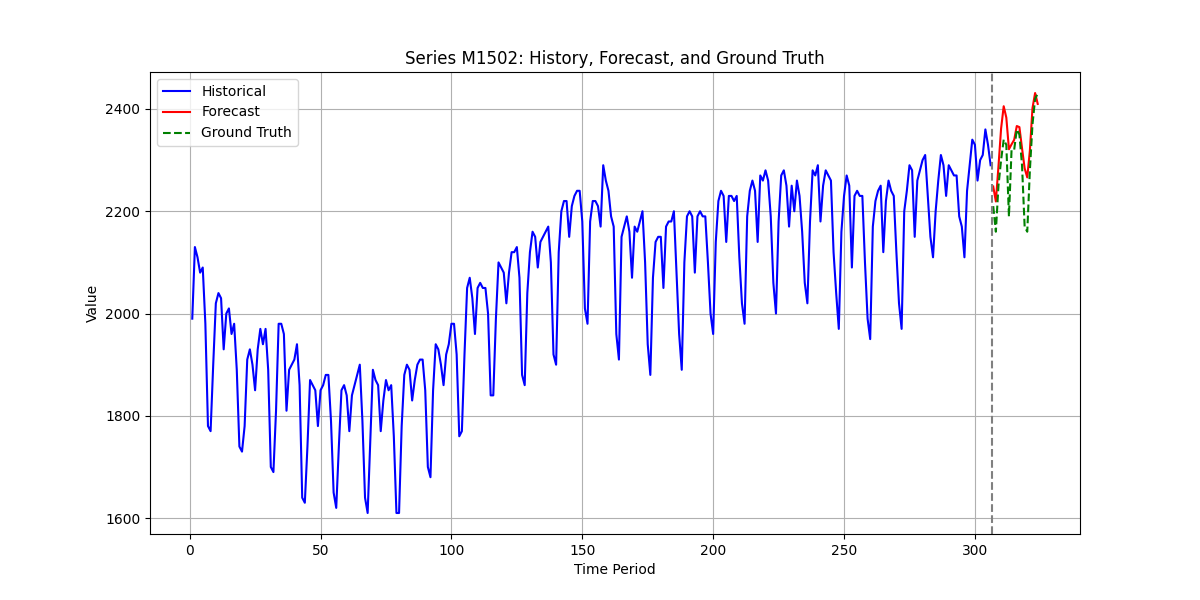 Series M1502: History, Forecast, and Ground Truth
Historical
Forecast
Ground Truth
2400
2200
2000
1800
1600
Value
0 50 100 150 200 250 300
Time Period